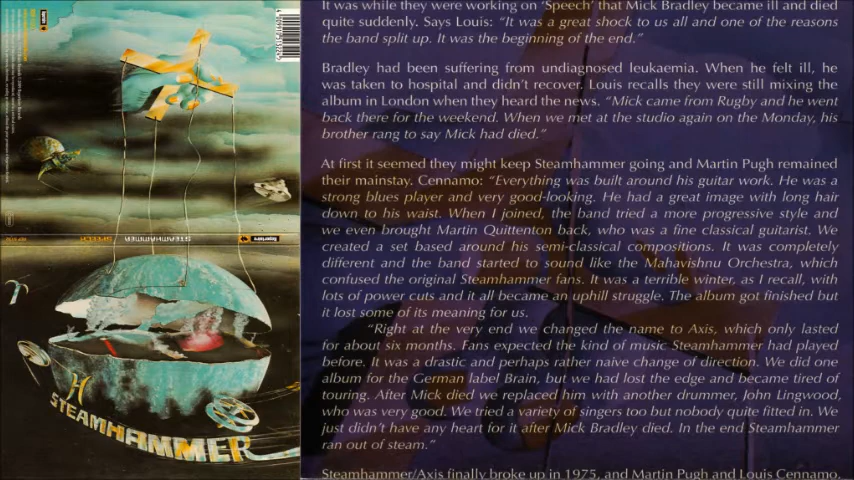 Repertoire
STEAMHAMMER SPEECH
Repertoire
STEAMHAMMER
It was while they were working on 'Speech' that Mick Bradley became ill and died
quite suddenly. Says Louis: "It was a great shock to us all and one of the reasons
the band split up. It was the beginning of the end."
Bradley had been suffering from undiagnosed leukaemia. When he felt ill, he
was taken to hospital and didn't recover. Louis recalls they were still mixing the
album in London when they heard the news. "Mick came from Rugby and he went
back there for the weekend. When we met at the studio again on the Monday, his
brother rang to say Mick had died."
At first it seemed they might keep Steamhammer going and Martin Pugh remained
their mainstay. Cennamo: "Everything was built around his guitar work. He was a
strong blues player and very good-looking. He had a great image with long hair
down to his waist. When I joined, the band tried a more progressive style and
we even brought Martin Quittenton back, who was a fine classical guitarist. We
created a set based around his semi-classical compositions. It was completely
different and the band started to sound like the Mahavishnu Orchestra, which
confused the original Steamhammer fans. It was a terrible winter, as I recall, with
lots of power cuts and it all became an uphill struggle. The album got finished but
it lost some of its meaning for us.
"Right at the very end we changed the name to Axis, which only lasted
for about six months. Fans expected the kind of music Steamhammer had played
before. It was a drastic and perhaps rather naive change of direction. We did one
album for the German label Brain, but we had lost the edge and became tired of
touring. After Mick died we replaced him with another drummer, John Lingwood,
who was very good. We tried a variety of singers too but nobody quite fitted in. We
just didn't have any heart for it after Mick Bradley died. In the end Steamhammer
ran out of steam."
Steamhammer/Axis finally broke up in 1975, and Martin Pugh and Louis Cennamo,